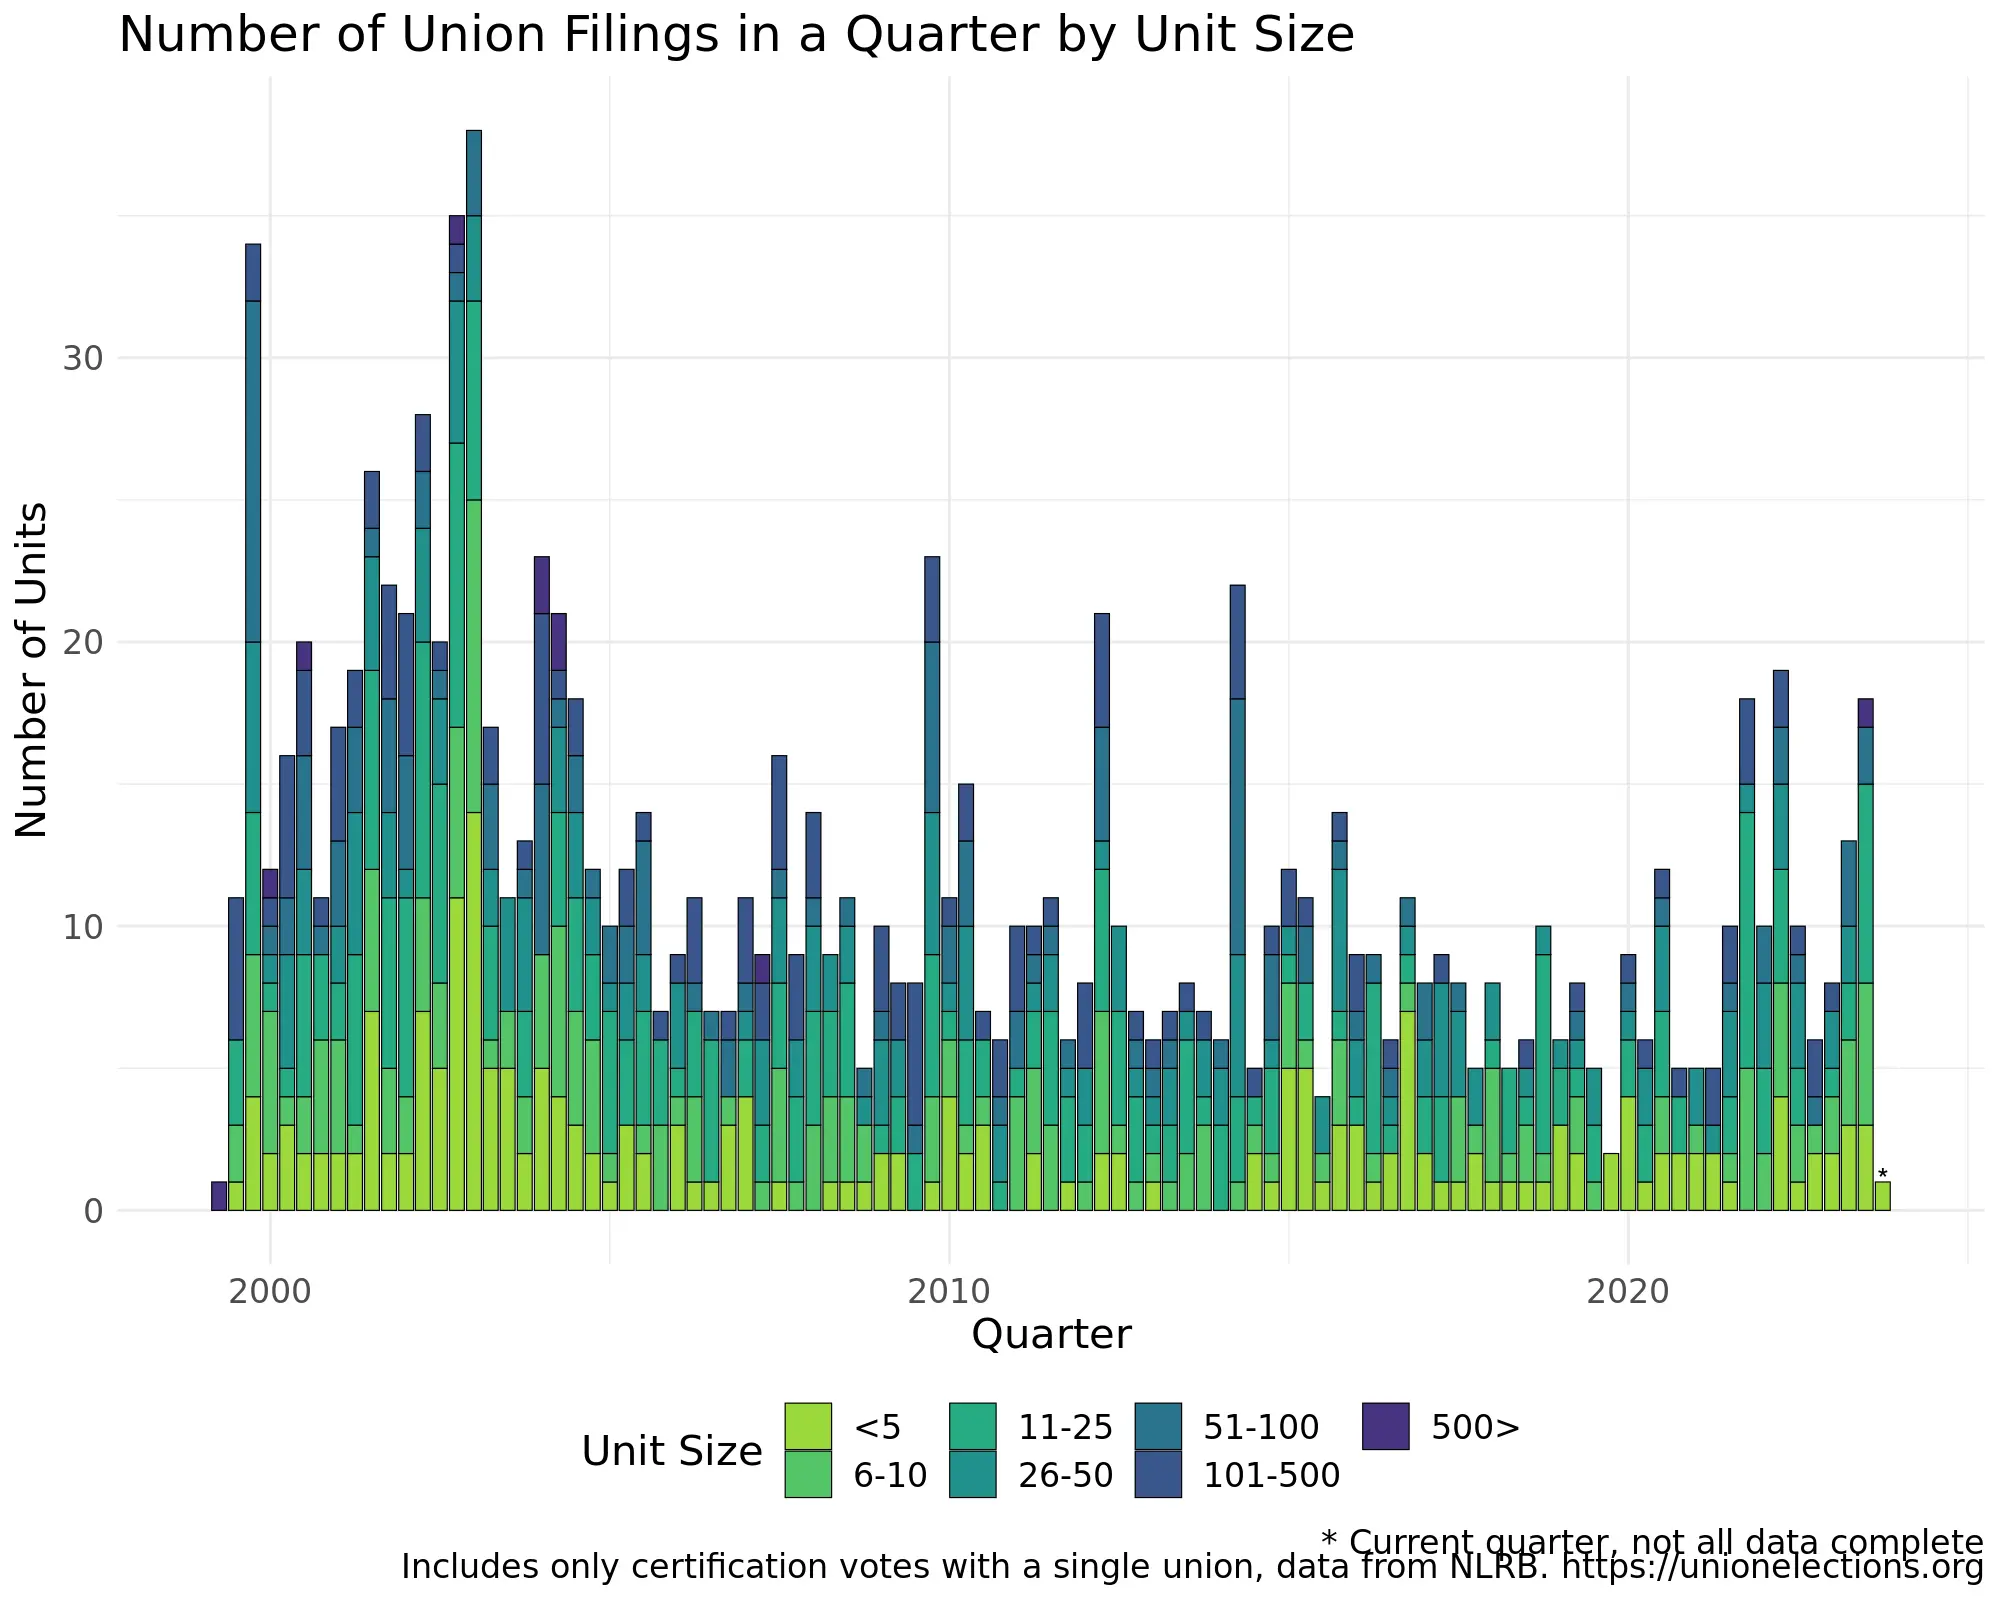 Number of Union Filings in a Quarter by Unit Size
Number of Units
30
20
10
0
*
2000 2010 2020
Quarter
Unit Size
<5 11-25 51-100 500>
6-10 26-50 101-500
* Current quarter, not all data complete
Includes only certification votes with a single union, data from NLRB. https://unionelections.org